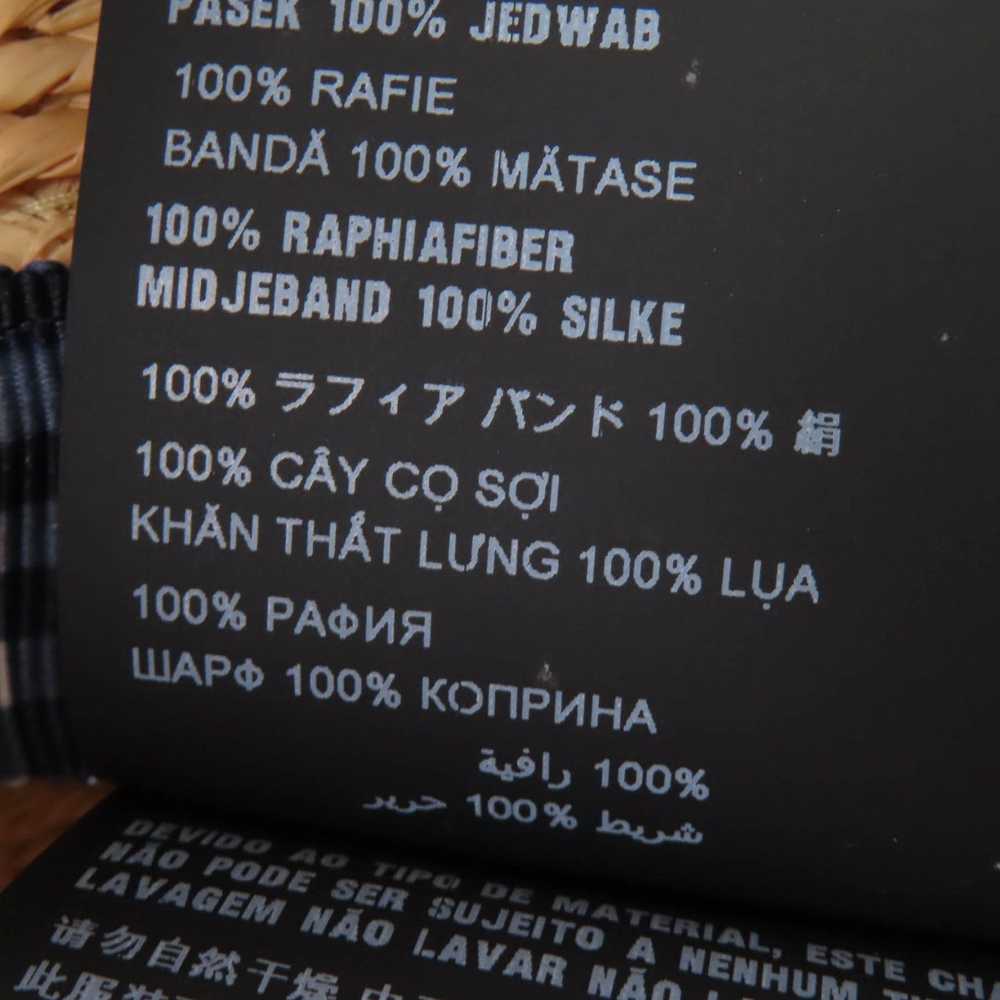 PASEK 100% JEDWAB
100% RAFIE
BANDĂ 100% MĂTASE
100% RAPHIAFIBER
MIDJEBAND 100% SILKE
100% ラフィア バンド 100% 絹
100% CÂY CỌ SỢI
KHĂN THẮT LƯNG 100% LỤA
100% РАФИЯ
ШАРФ 100% КОПРИНА
100% رافية
شريط 100% حرير
DEVIDO AO TIPO DE MATERIAL, ESTE
NÃO PODE SER SUJEITO A NENHUM
LAVAGEM NÃO LAVAR NÃO
请勿自然干燥
此服装